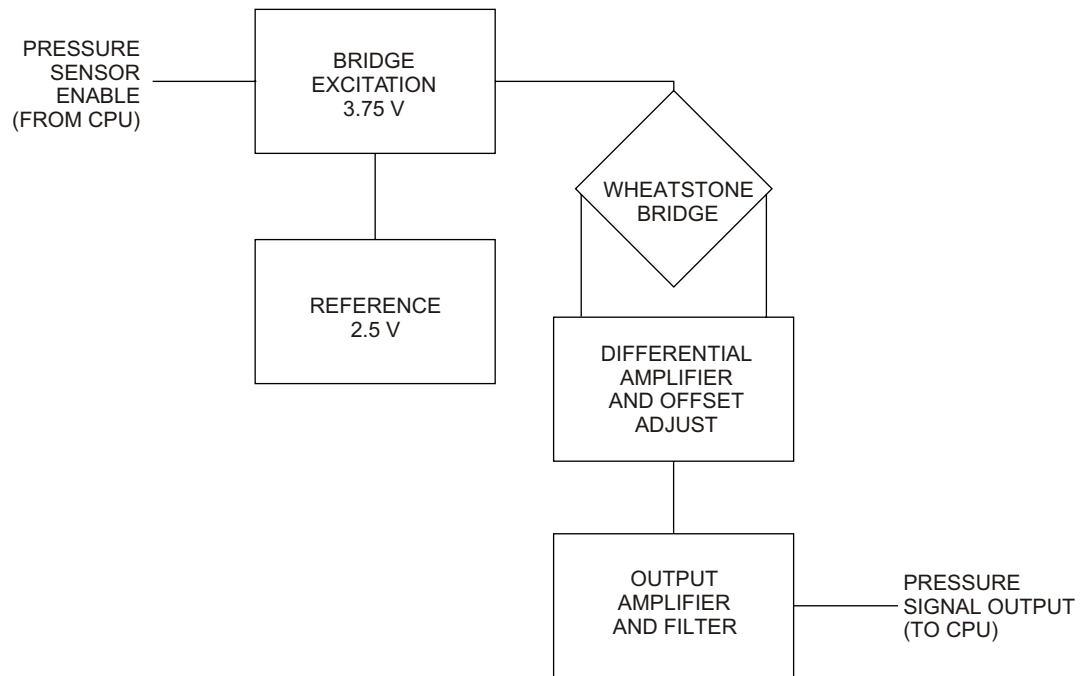 PRESSURE
SENSOR
ENABLE
(FROM CPU)
BRIDGE
EXCITATION
3.75 V
WHEATSTONE
BRIDGE
REFERENCE
2.5 V
DIFFERENTIAL
AMPLIFIER
AND OFFSET
ADJUST
OUTPUT
AMPLIFIER
AND FILTER
PRESSURE
SIGNAL OUTPUT
(TO CPU)